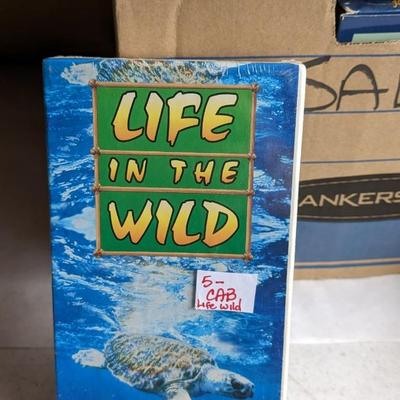 LIFE
IN THE
WILD
5-
CAB
Life Wild
SAL
ANKERS